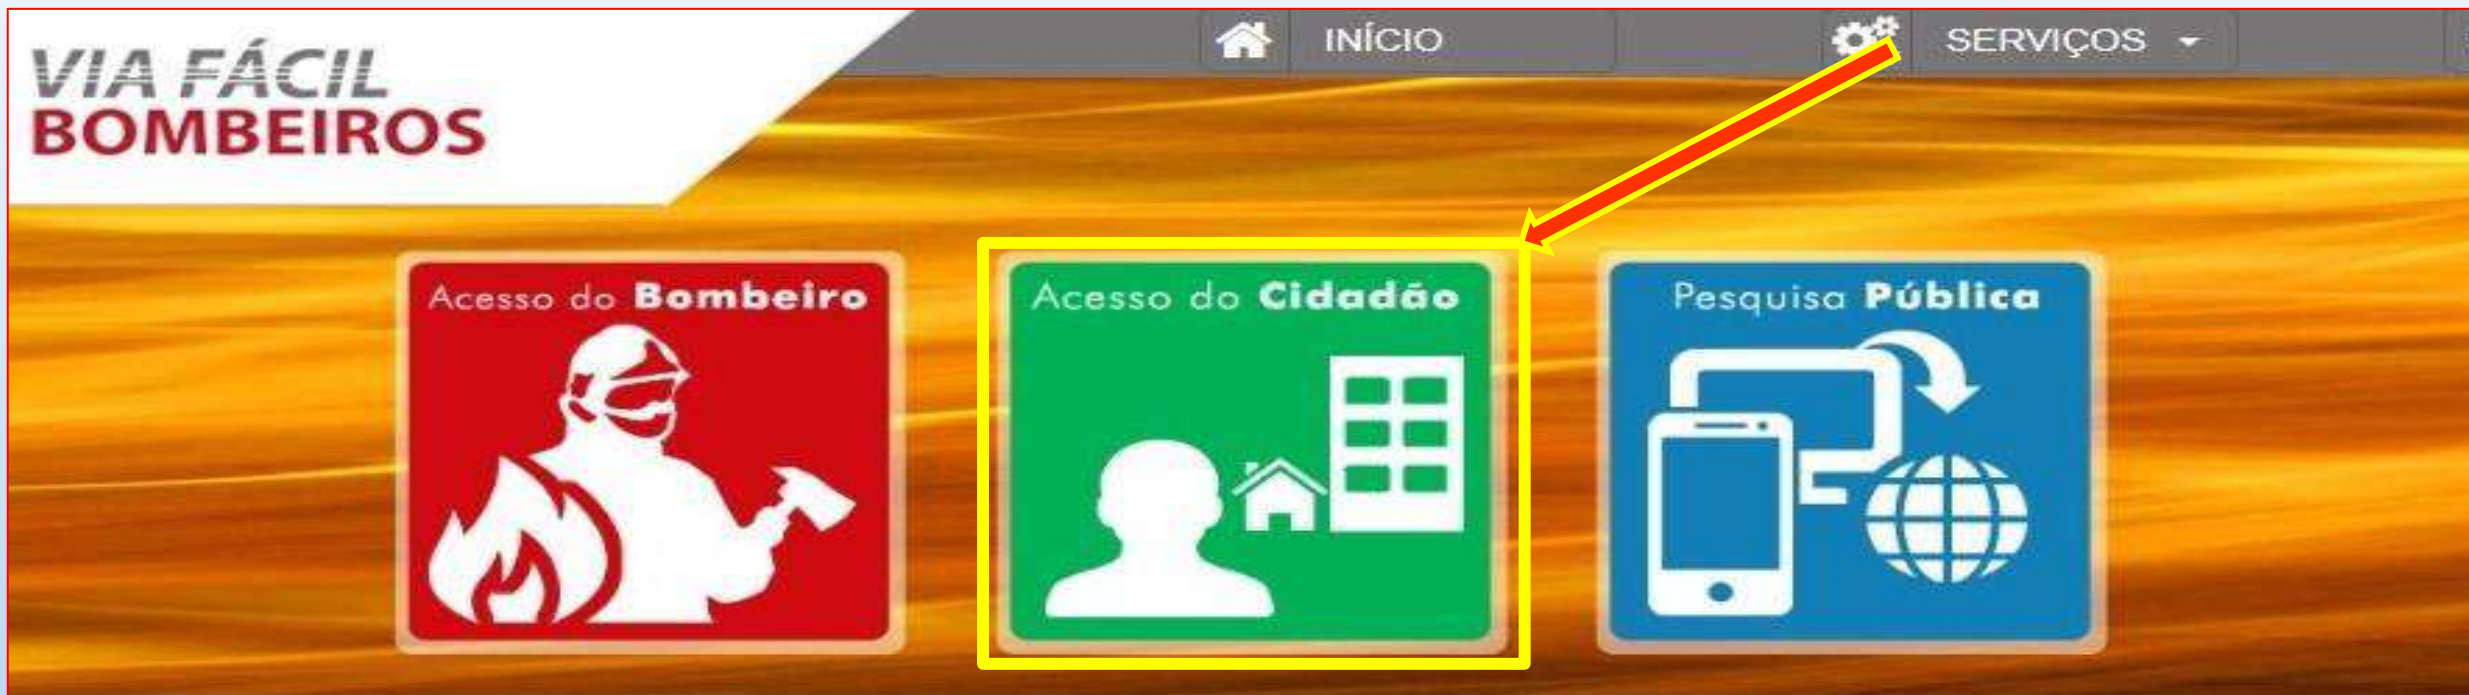 VIA FÁCIL
BOMBEIROS
INÍCIO
SERVIÇOS
Acesso do Bombeiro
Acesso do Cidadão
Pesquisa Pública